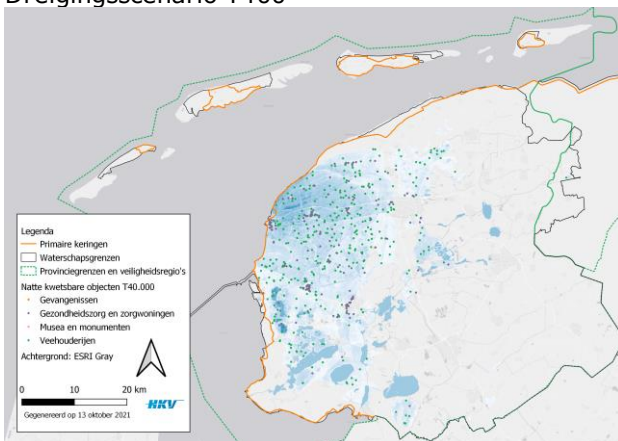 Dreigingsscenario T400
Legenda
Primaire keringen
Waterschapsgrenzen
Provinciegrenzen en veiligheidsregio's
Natte kwetsbare objecten T40.000
Gevangenissen
Gezondheidszorg en zorgwoningen
Musea en monumenten
Veehouderijen
Achtergrond: ESRI Gray
0 10 20 km
HKV
Gegenereerd op 13 oktober 2021